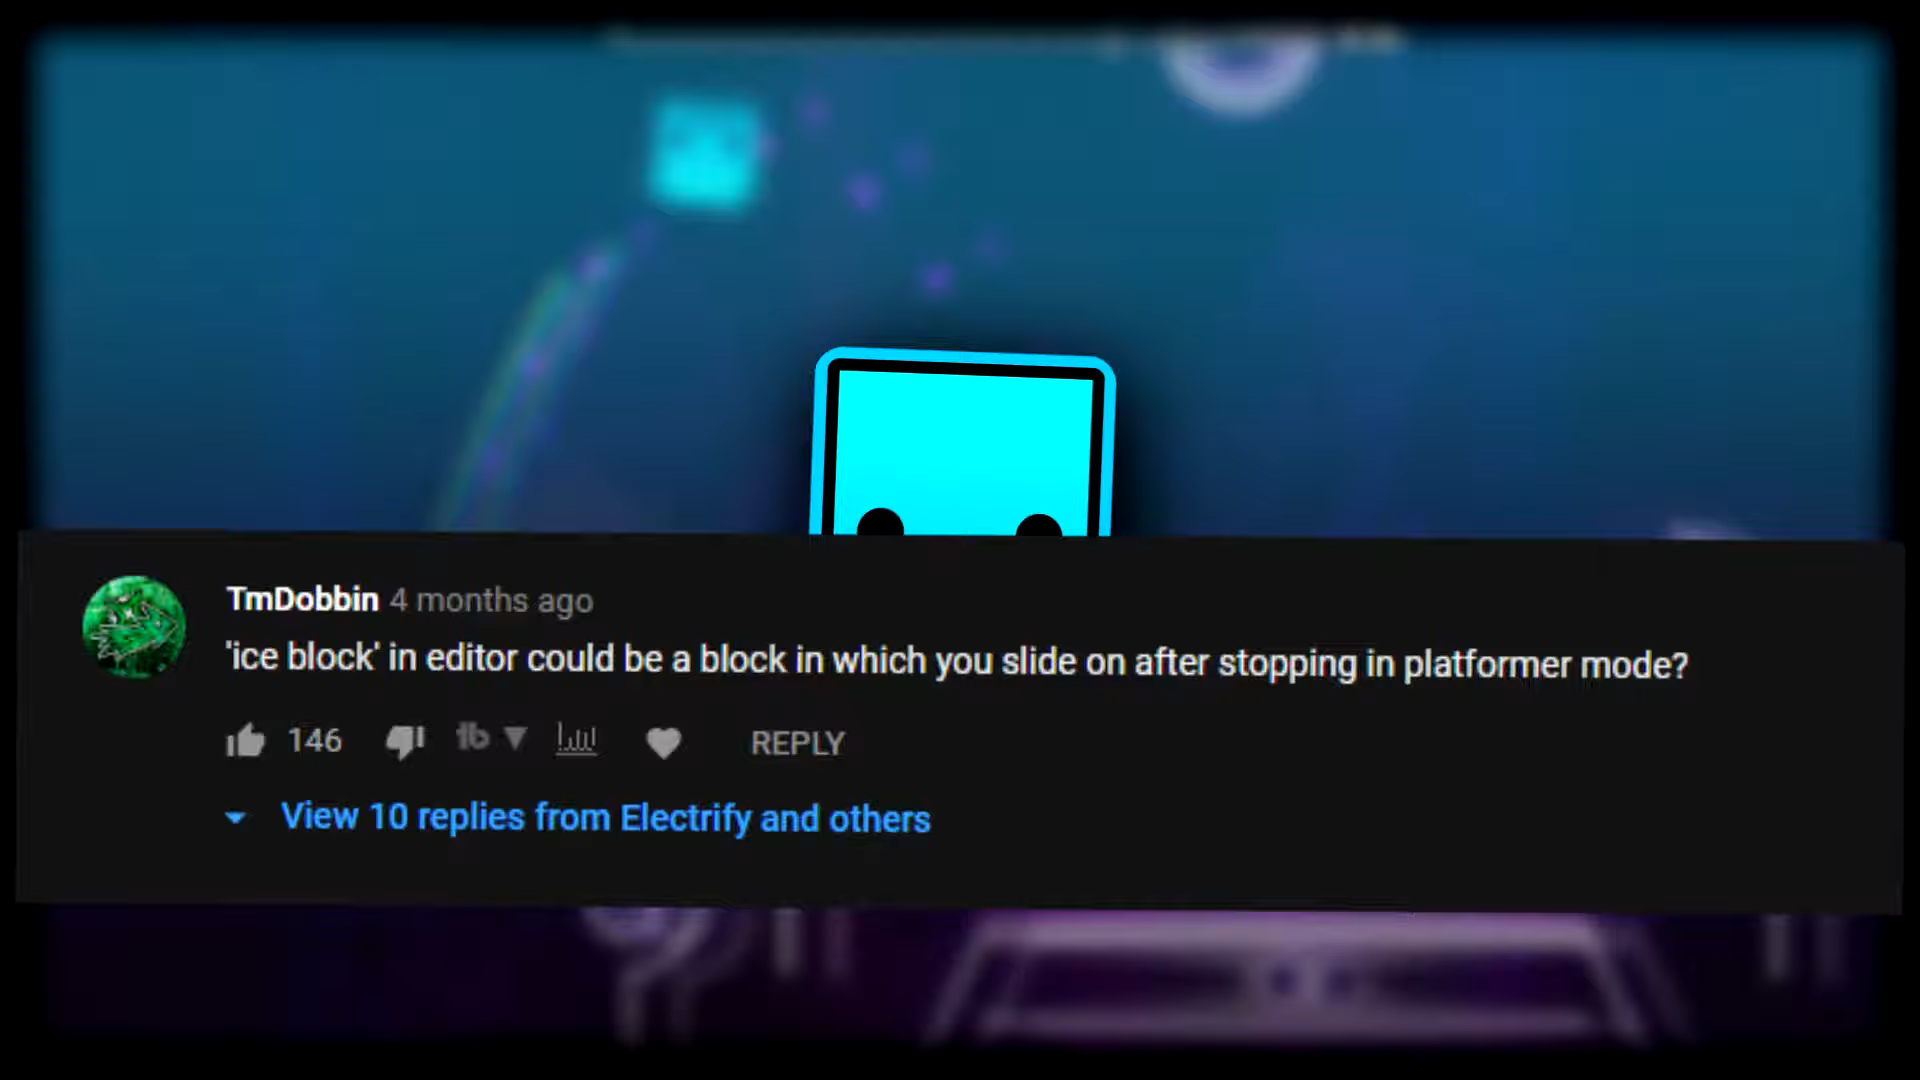 TmDobbin 4 months ago
'ice block' in editor could be a block in which you slide on after stopping in platformer mode?
146 tb REPLY
View 10 replies from Electrify and others